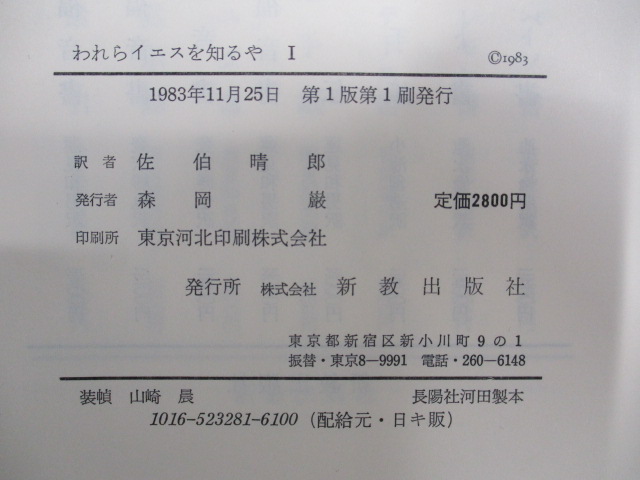 われらイエスを知るや　I
©1983
1983年11月25日　第1版第1刷発行
訳者　佐伯晴郎
発行者　森岡巌　定価2800円
印刷所　東京河北印刷株式会社
発行所　株式会社　新教出版社
東京都新宿区新小川町9の1
振替・東京8—9991　電話・260—6148
装幀　山崎　晨　長陽社河田製本
1016-523281-6100（配給元・日キ販）